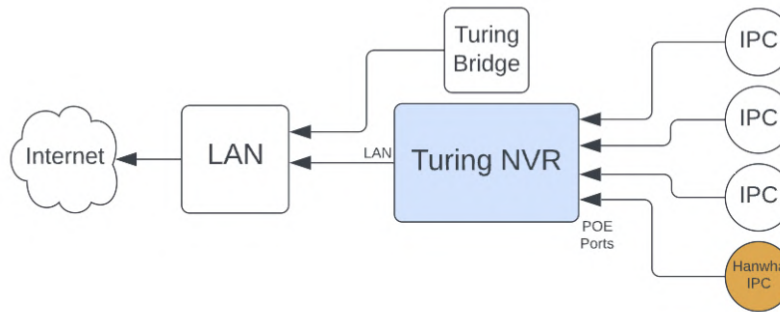 Turing
Bridge
IPC
IPC
Internet
LAN
LAN
Turing NVR
IPC
POE
Ports
Hanwha
IPC